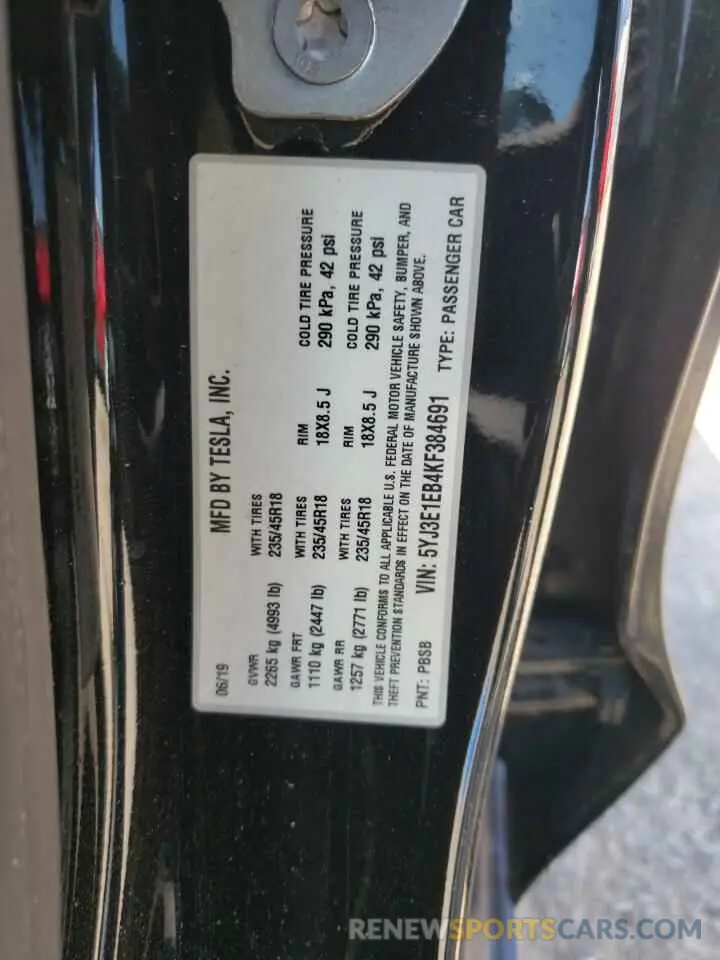 MFD BY TESLA, INC.
06/19
GVWR
2265 kg (4993 lb)
WITH TIRES
235/45R18
GAWR FRT WITH TIRES RIM COLD TIRE PRESSURE
1110 kg (2447 lb) 235/45R18 18X8.5 J 290 kPa, 42 psi
GAWR RR WITH TIRES RIM COLD TIRE PRESSURE
1257 kg (2771 lb) 235/45R18 18X8.5 J 290 kPa, 42 psi
THIS VEHICLE CONFORMS TO ALL APPLICABLE U.S. FEDERAL MOTOR VEHICLE SAFETY, BUMPER, AND
THEFT PREVENTION STANDARDS IN EFFECT ON THE DATE OF MANUFACTURE SHOWN ABOVE.
PNT: PBSB VIN: 5YJ3E1EB4KF384691 TYPE: PASSENGER CAR
RENEWSPORTSCARS.COM